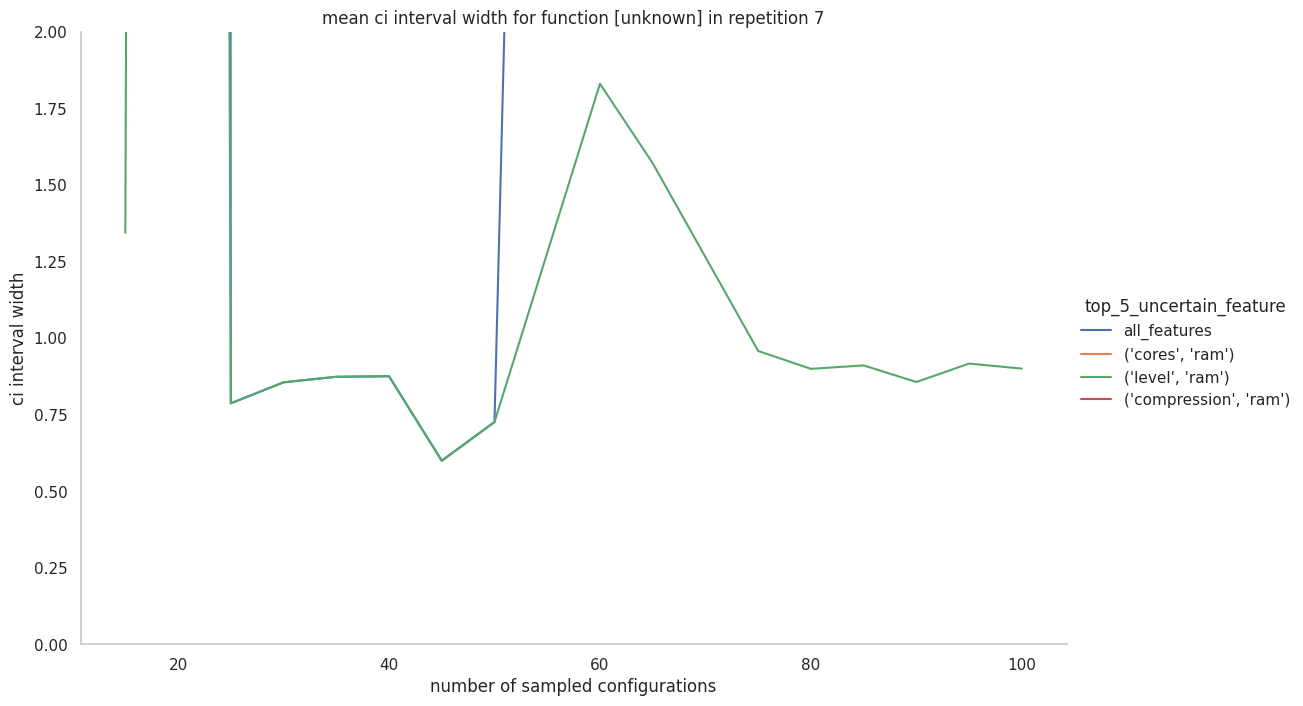 mean ci interval width for function [unknown] in repetition 7
2.00
1.75
1.50
1.25
1.00
0.75
0.50
0.25
0.00
ci interval width
20 40 60 80 100
number of sampled configurations
top_5_uncertain_feature
all_features
('cores', 'ram')
('level', 'ram')
('compression', 'ram')